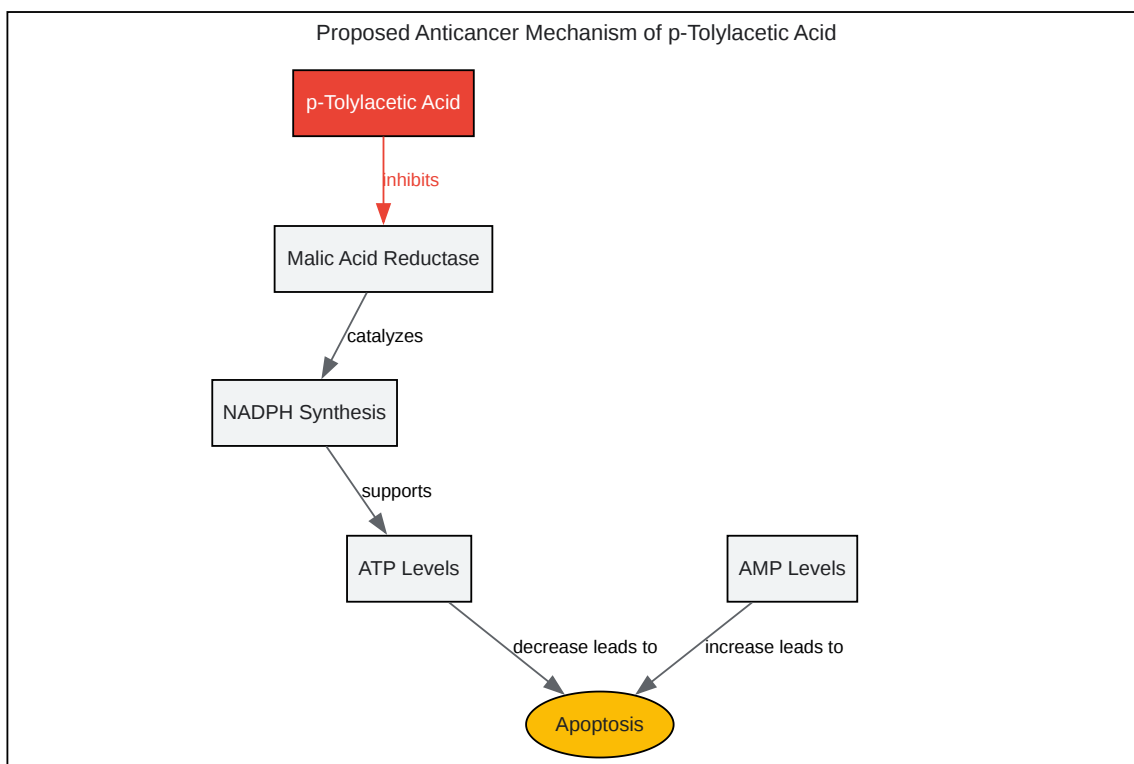 Proposed Anticancer Mechanism of p-Tolylacetic Acid
p-Tolylacetic Acid
inhibits
Malic Acid Reductase
catalyzes
NADPH Synthesis
supports
ATP Levels
AMP Levels
decrease leads to
increase leads to
Apoptosis